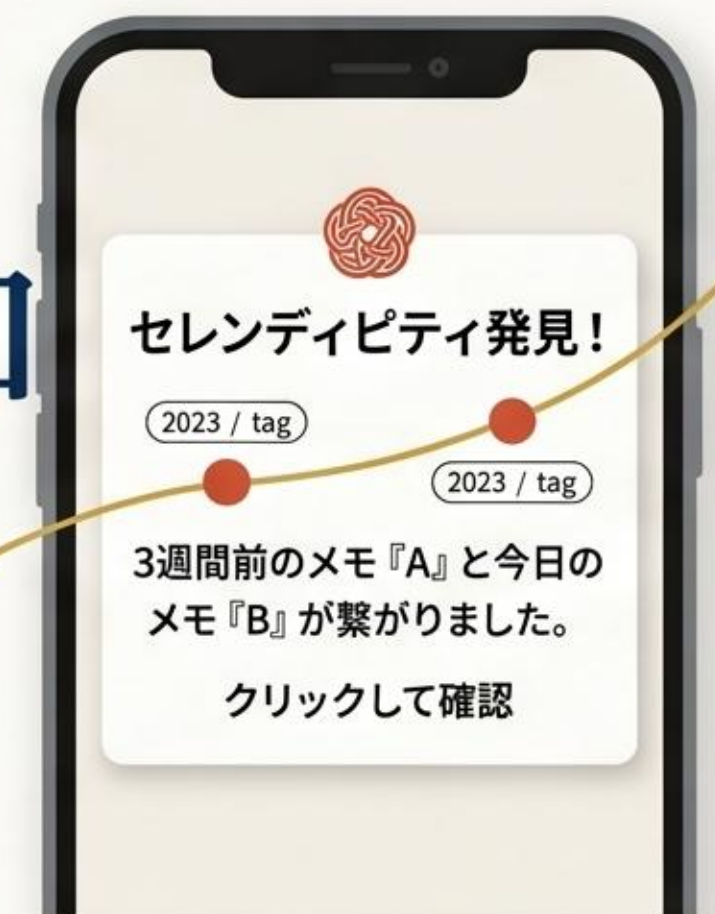 セレンディピティ発見！
2023 / tag
2023 / tag
3週間前のメモ『A』と今日の
メモ『B』が繋がりました。
クリックして確認